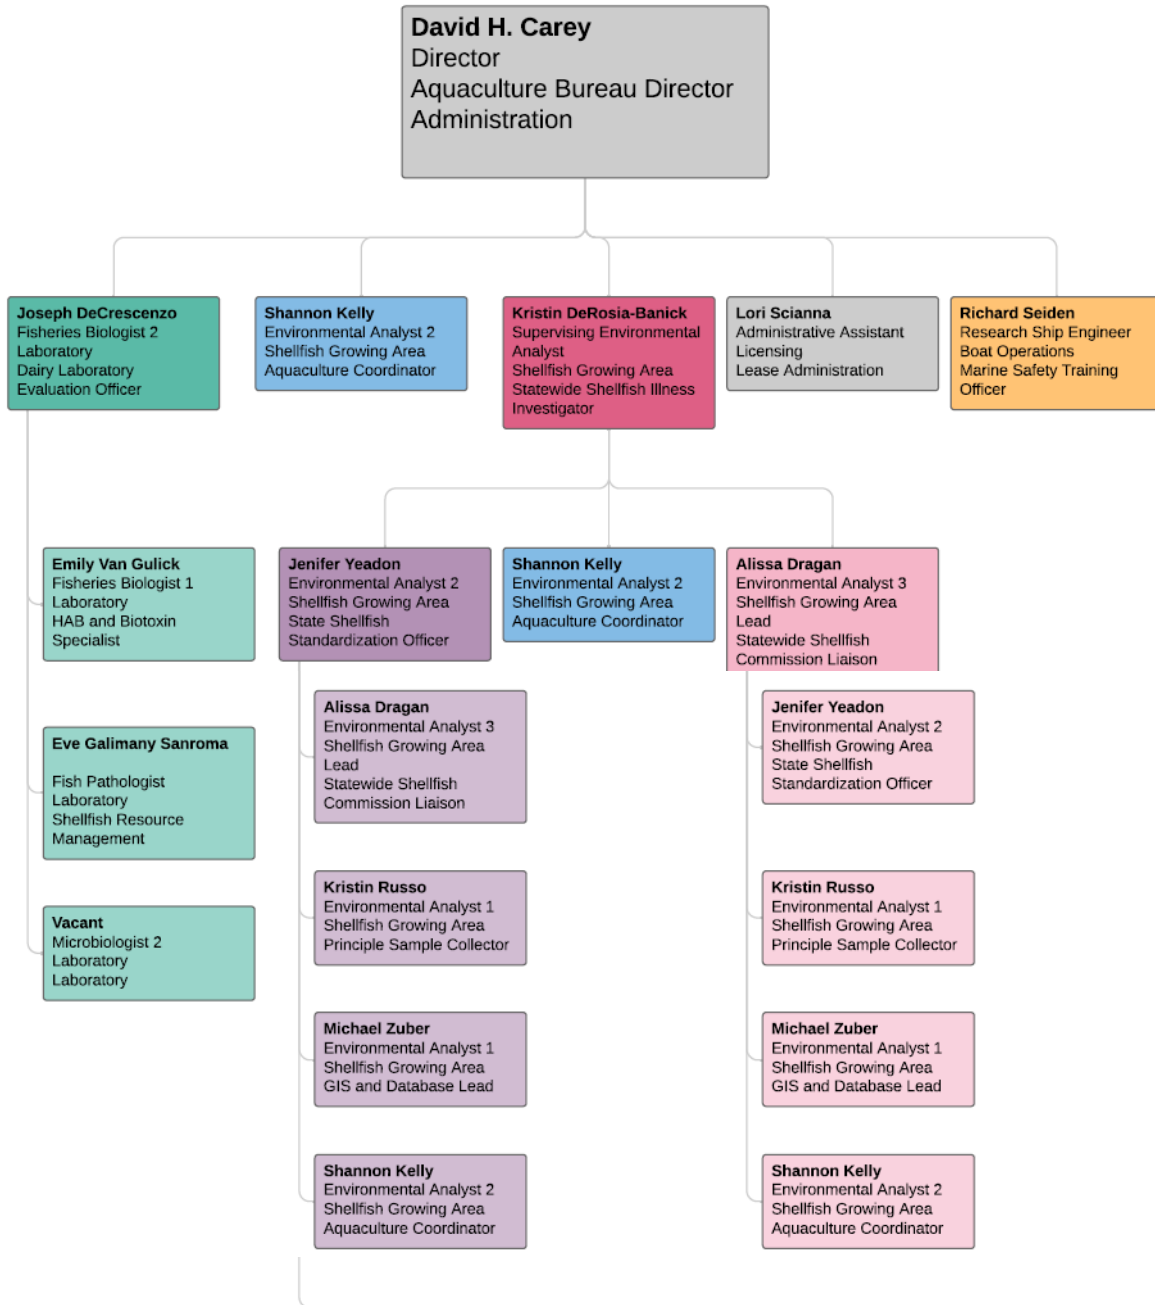 David H. Carey
Director
Aquaculture Bureau Director
Administration
Joseph DeCrescenzo
Fisheries Biologist 2
Laboratory
Dairy Laboratory
Evaluation Officer
Shannon Kelly
Environmental Analyst 2
Shellfish Growing Area
Aquaculture Coordinator
Kristin DeRosia-Banick
Supervising Environmental
Analyst
Shellfish Growing Area
Statewide Shellfish Illness
Investigator
Lori Scianna
Administrative Assistant
Licensing
Lease Administration
Richard Seiden
Research Ship Engineer
Boat Operations
Marine Safety Training
Officer
Emily Van Gulick
Fisheries Biologist 1
Laboratory
HAB and Biotoxin
Specialist
Jenifer Yeadon
Environmental Analyst 2
Shellfish Growing Area
State Shellfish
Standardization Officer
Shannon Kelly
Environmental Analyst 2
Shellfish Growing Area
Aquaculture Coordinator
Alissa Dragan
Environmental Analyst 3
Shellfish Growing Area
Lead
Statewide Shellfish
Commission Liaison
Eve Galimany Sanroma
Fish Pathologist
Laboratory
Shellfish Resource
Management
Vacant
Microbiologist 2
Laboratory
Laboratory
Alissa Dragan
Environmental Analyst 3
Shellfish Growing Area
Lead
Statewide Shellfish
Commission Liaison
Kristin Russo
Environmental Analyst 1
Shellfish Growing Area
Principle Sample Collector
Michael Zuber
Environmental Analyst 1
Shellfish Growing Area
GIS and Database Lead
Shannon Kelly
Environmental Analyst 2
Shellfish Growing Area
Aquaculture Coordinator
Jenifer Yeadon
Environmental Analyst 2
Shellfish Growing Area
State Shellfish
Standardization Officer
Kristin Russo
Environmental Analyst 1
Shellfish Growing Area
Principle Sample Collector
Michael Zuber
Environmental Analyst 1
Shellfish Growing Area
GIS and Database Lead
Shannon Kelly
Environmental Analyst 2
Shellfish Growing Area
Aquaculture Coordinator